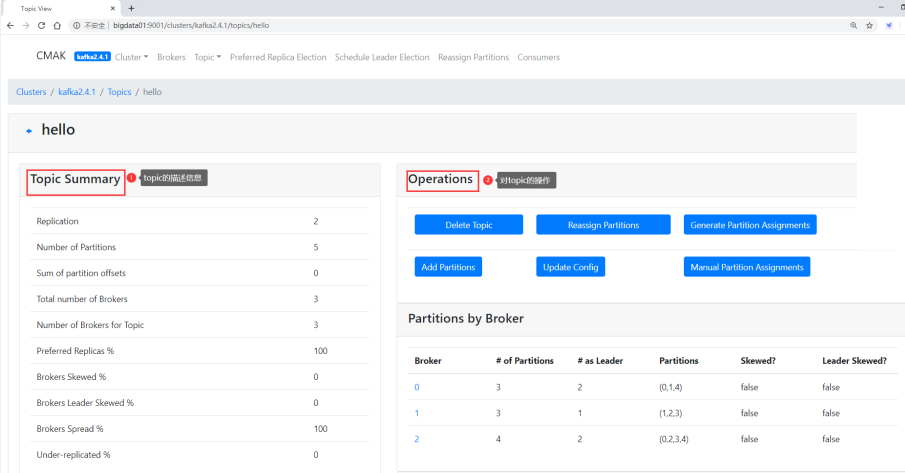 Topic View
不安全 bigdata01:9001/clusters/kafka2.4.1/topics/hello
CMAK kafka2.4.1 Cluster Brokers Topic Preferred Replica Election Schedule Leader Election Reassign Partitions Consumers
Clusters / kafka2.4.1 / Topics / hello
hello
Topic Summary 1 topic的描述信息
Replication 2
Number of Partitions 5
Sum of partition offsets 0
Total number of Brokers 3
Number of Brokers for Topic 3
Preferred Replicas % 100
Brokers Skewed % 0
Brokers Leader Skewed % 0
Brokers Spread % 100
Under-replicated % 0
Operations 2 对topic的操作
Delete Topic Reassign Partitions Generate Partition Assignments
Add Partitions Update Config Manual Partition Assignments
Partitions by Broker
Broker # of Partitions # as Leader Partitions Skewed? Leader Skewed?
0 3 2 (0,1,4) false false
1 3 1 (1,2,3) false false
2 4 2 (0,2,3,4) false false